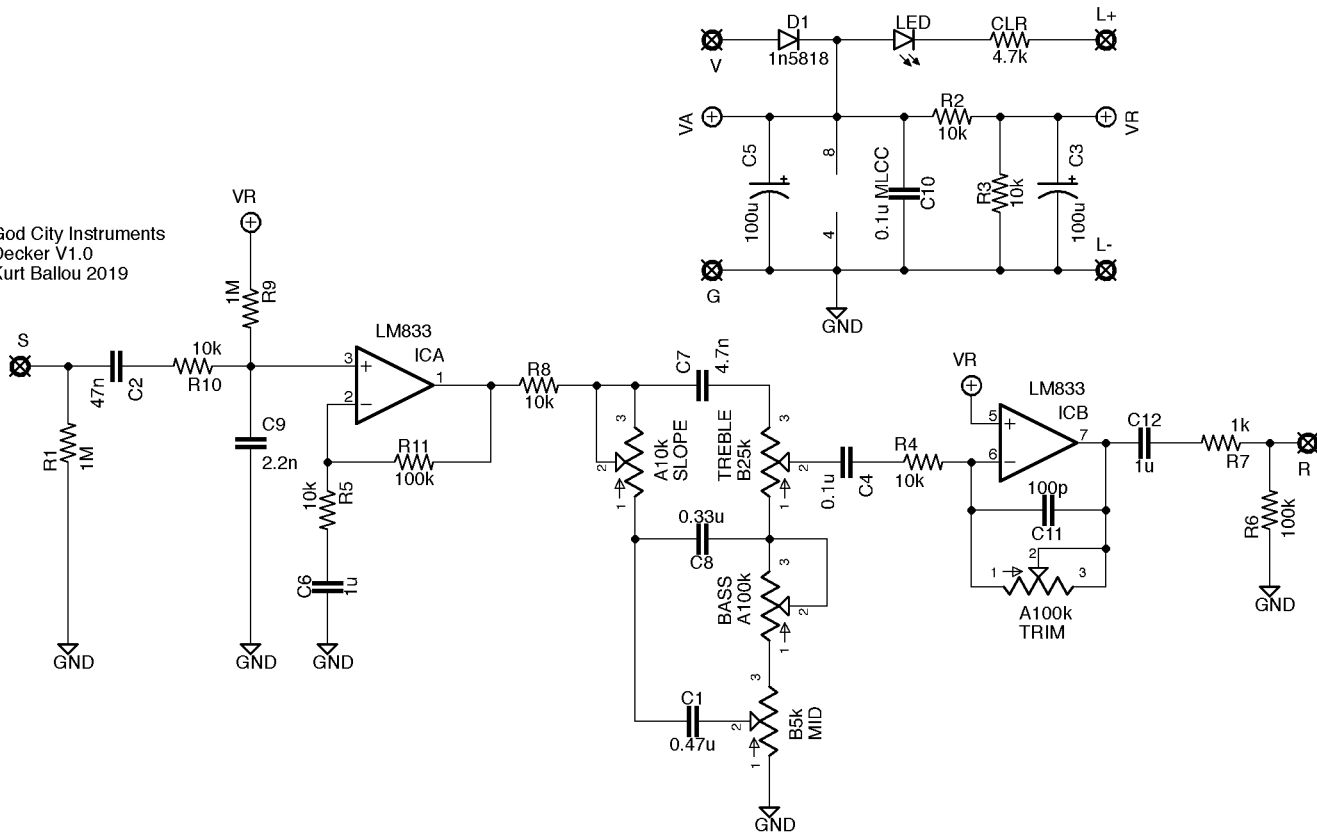 D1
1n5818
V
LED
CLR
4.7k
L+
VA
C5
100u
8
4
0.1u MLCC
C10
R2
10k
R3
10k
C3
100u
VR
L-
G
GND
God City Instruments
Decker V1.0
Kurt Ballou 2019
S
R1
1M
GND
47n
C2
10k
R10
VR
1M
R9
C9
2.2n
GND
LM833
ICA
3
2
1
R11
100k
10k
R5
C6
1u
GND
R8
10k
C7
4.7n
3
2
1
A10k
SLOPE
3
2
1
TREBLE
B25k
0.33u
C8
3
2
1
BASS
A100k
C1
0.47u
3
2
1
B5k
MID
GND
0.1u
C4
R4
10k
VR
LM833
ICB
5
6
7
100p
C11
1
2
3
A100k
TRIM
C12
1u
1k
R7
R
R6
100k
GND